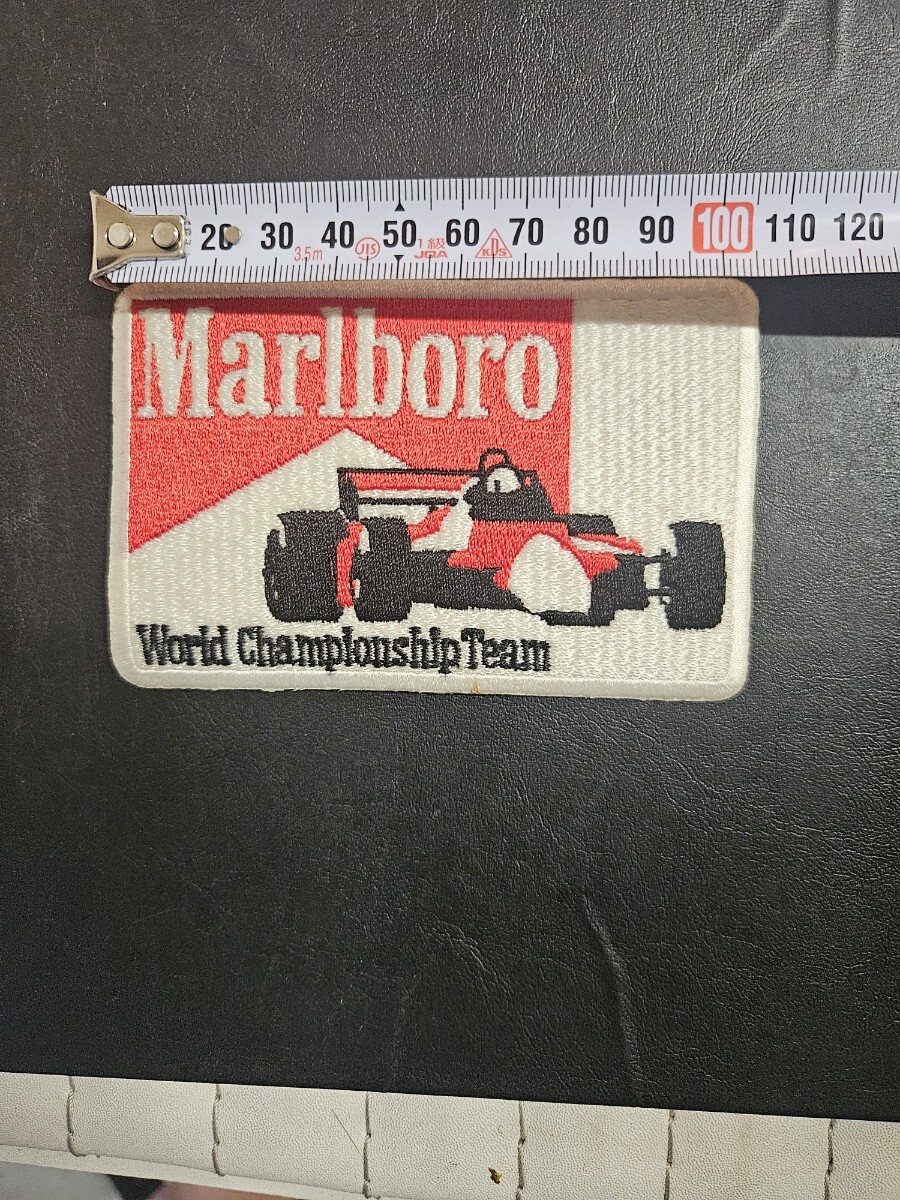 20 30 40 50 60 70 80 90 100 110 120
3.5m JIS 1級 KDS
JQA
Marlboro
World Championship Team